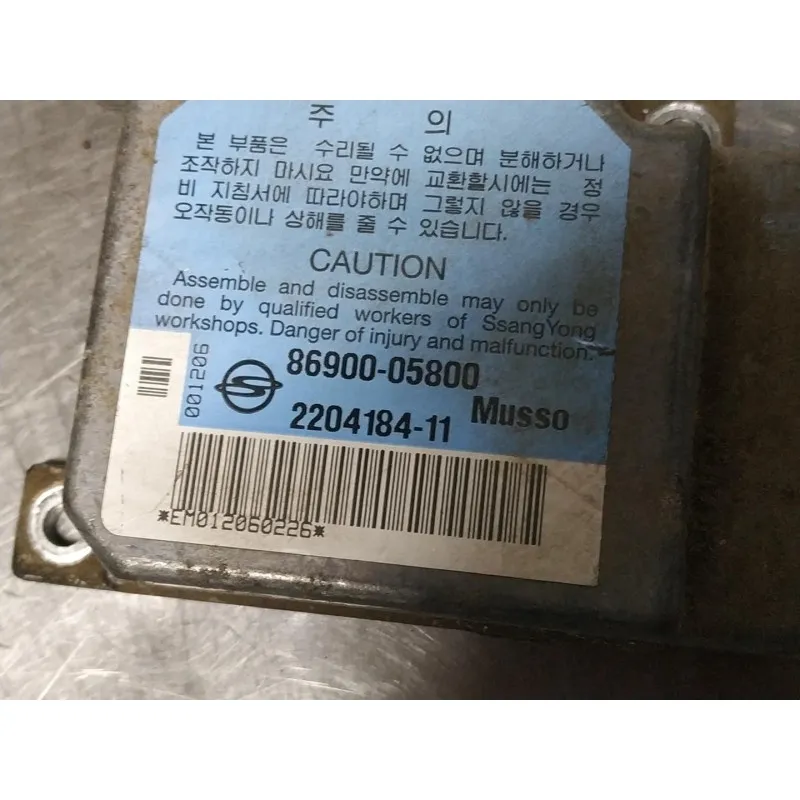 주 의
본 부품은 수리될 수 없으며 분해하거나
조작하지 마시요 만약에 교환할시에는 정
비 지침서에 따라야하며 그렇지 않을 경우
오작동이나 상해를 줄 수 있습니다.
CAUTION
Assemble and disassemble may only be
done by qualified workers of SsangYong
workshops. Danger of injury and malfunction.
001206
86900-05800
2204184-11 Musso
*EM012060226*